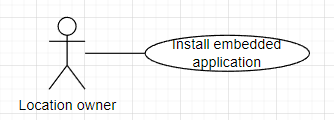 Install embedded
application
Location owner